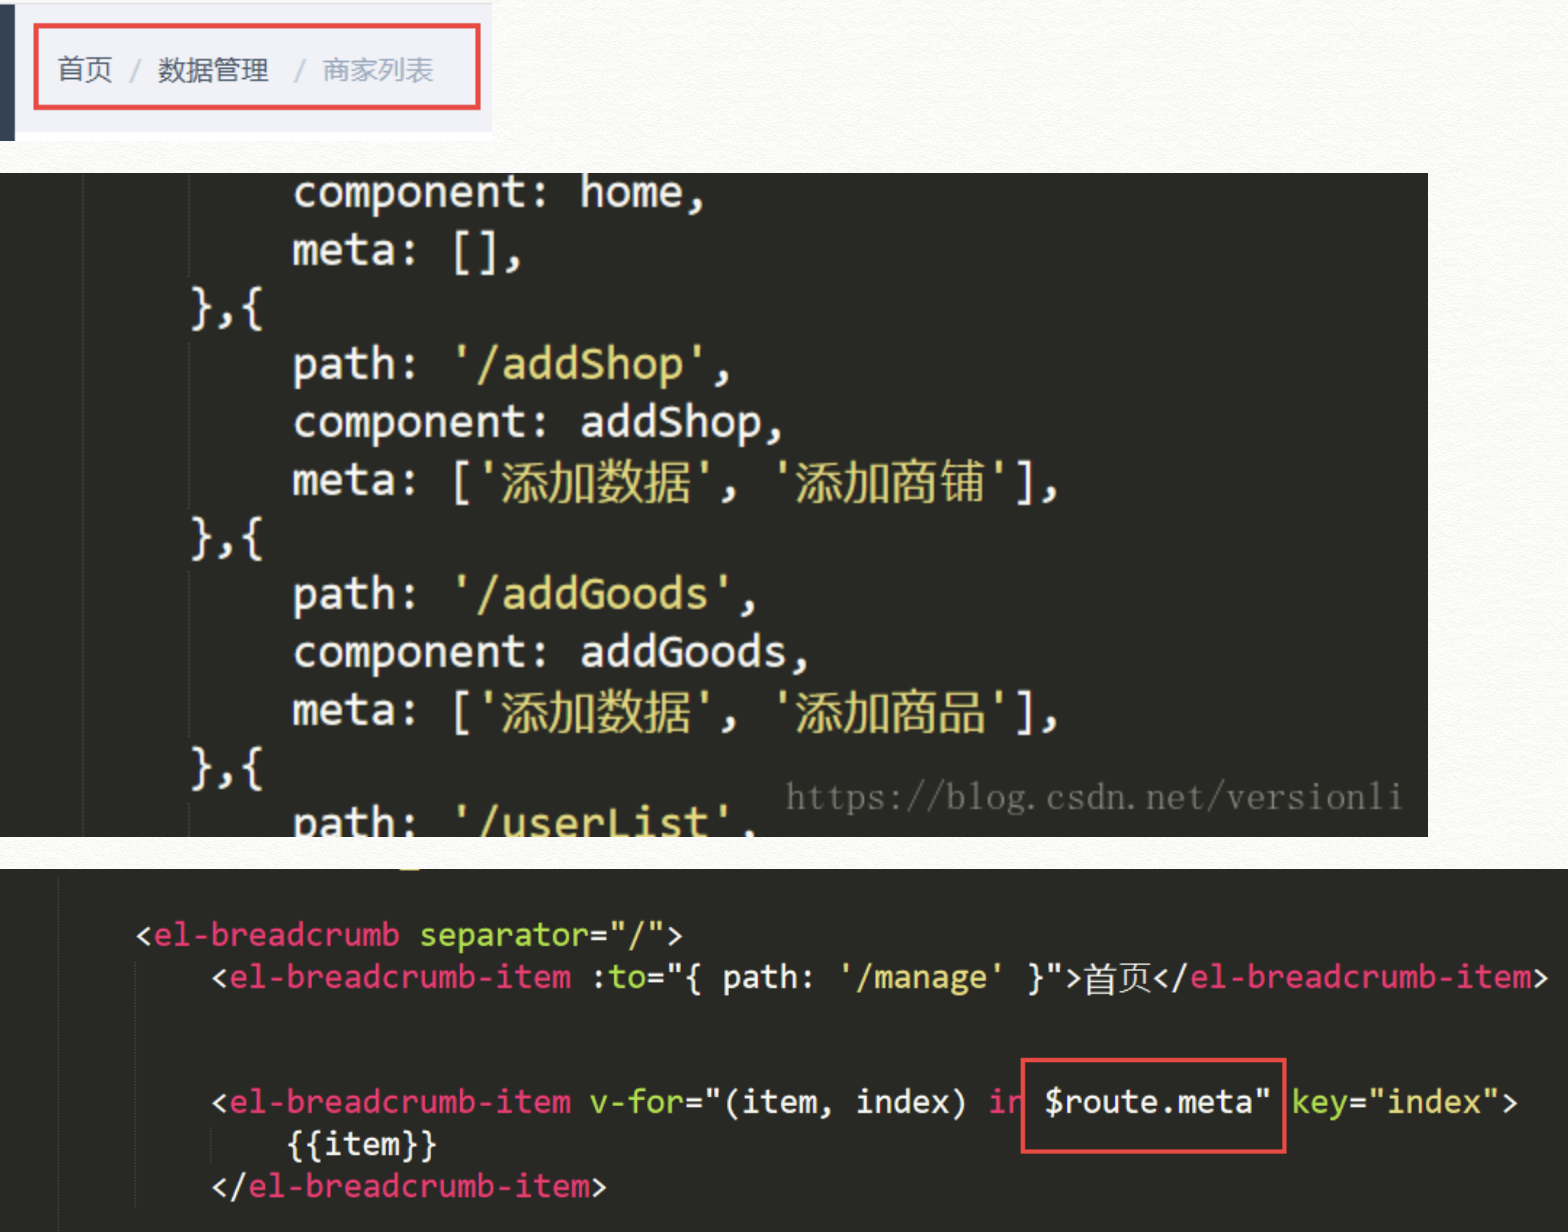 首页 / 数据管理 / 商家列表
component: home,
meta: [],
},{
path: '/addShop',
component: addShop,
meta: ['添加数据', '添加商铺'],
},{
path: '/addGoods',
component: addGoods,
meta: ['添加数据', '添加商品'],
},{
path: '/userList',
https://blog.csdn.net/versionli
<el-breadcrumb separator="/">
<el-breadcrumb-item :to="{ path: '/manage' }">首页</el-breadcrumb-item>
<el-breadcrumb-item v-for="(item, index) in $route.meta" key="index">
{{item}}
</el-breadcrumb-item>